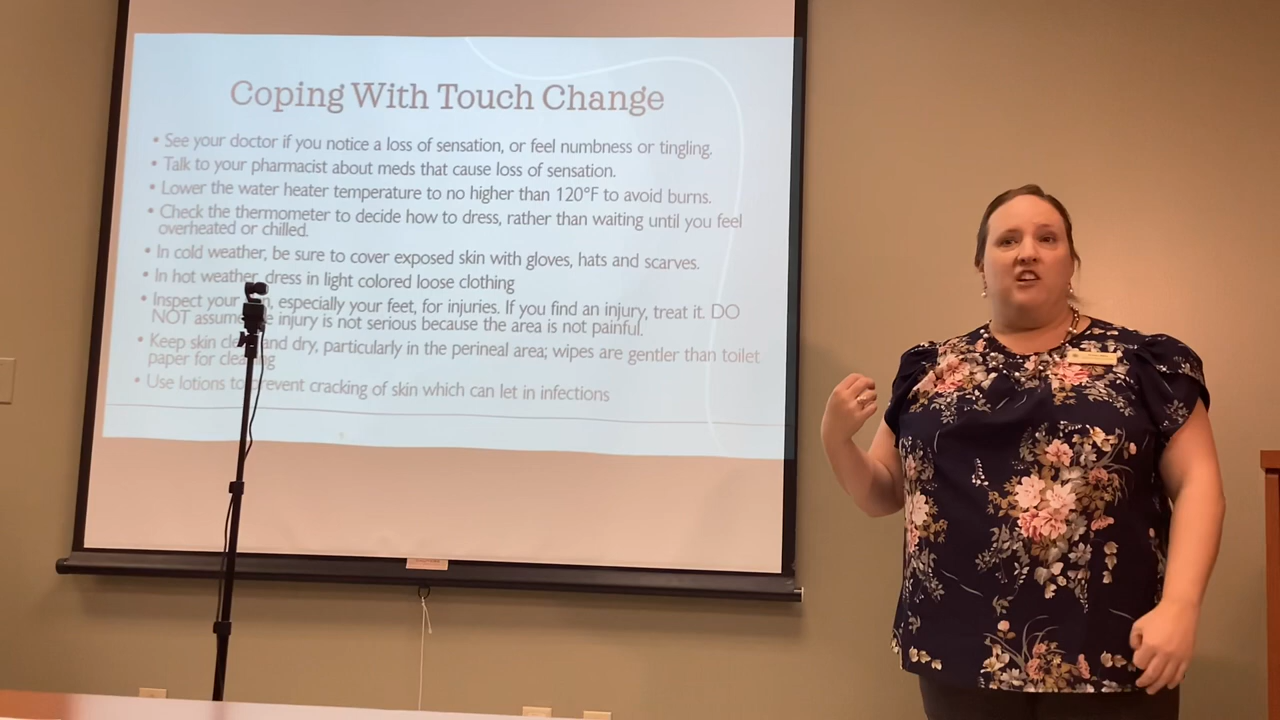 Coping With Touch Change
• See your doctor if you notice a loss of sensation, or feel numbness or tingling.
• Talk to your pharmacist about meds that cause loss of sensation.
• Lower the water heater temperature to no higher than 120°F to avoid burns.
• Check the thermometer to decide how to dress, rather than waiting until you feel
overheated or chilled.
• In cold weather, be sure to cover exposed skin with gloves, hats and scarves.
• In hot weather, dress in light colored loose clothing
• Inspect your especially your feet, for injuries. If you find an injury, treat it. DO
NOT assume injury is not serious because the area is not painful.
• Keep skin and dry, particularly in the perineal area; wipes are gentler than toilet
paper for
• Use lotions to prevent cracking of skin which can let in infections